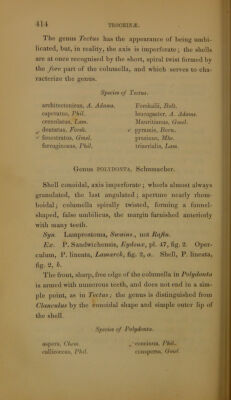 414 TROCHINÆ.
The genus Tectus has the appearance of being umbi-
licated, but, in reality, the axis is imperforate; the shells
are at once recognised by the short, spiral twist formed by
the fore part of the columella, and which serves to cha-
racterize the genus.
Species of Tectus.
architectonicus, A. Adams.
caperatus, Phil.
crenulatus, Lam.
dentatus, Forsk.
fenestratus, Gmel.
ferrugineus, Phil.
Forskalii, Bolt.
huttagaster, A. Adams.
Mauritianus, Gmel.
pyramis, Born.
pruninus, Mke.
triserialis, Lam.
Genus POLYDONTA, Schumacher.
Shell conoidal, axis imperforate; whorls almost always
granulated, the last angulated; aperture nearly rhom-
boidal; columella spirally twisted, forming a funnel-
shaped, false umbilicus, the margin furnished anteriorly
with many teeth.
Syn. Lamprostoma, Swains., non Rafin.
Ex. P. Sandwichensis, Eydoux, pl. 47, fig. 2. Oper-
culum, P. lineata, Lamarck, fig. 2, a. Shell, P. lineata,
fig. 2, b.
The front, sharp, free edge of the columella in Polydonta
is armed with numerous teeth, and does not end in a sim-
ple point, as in Tectus; the genus is distinguished from
Clanculus by the conoidal shape and simple outer lip of
the shell.
Species of Polydonta.
aspera, Chem.
callicoccus, Phil.
concinna, Phil.
conspersa, Gmel.